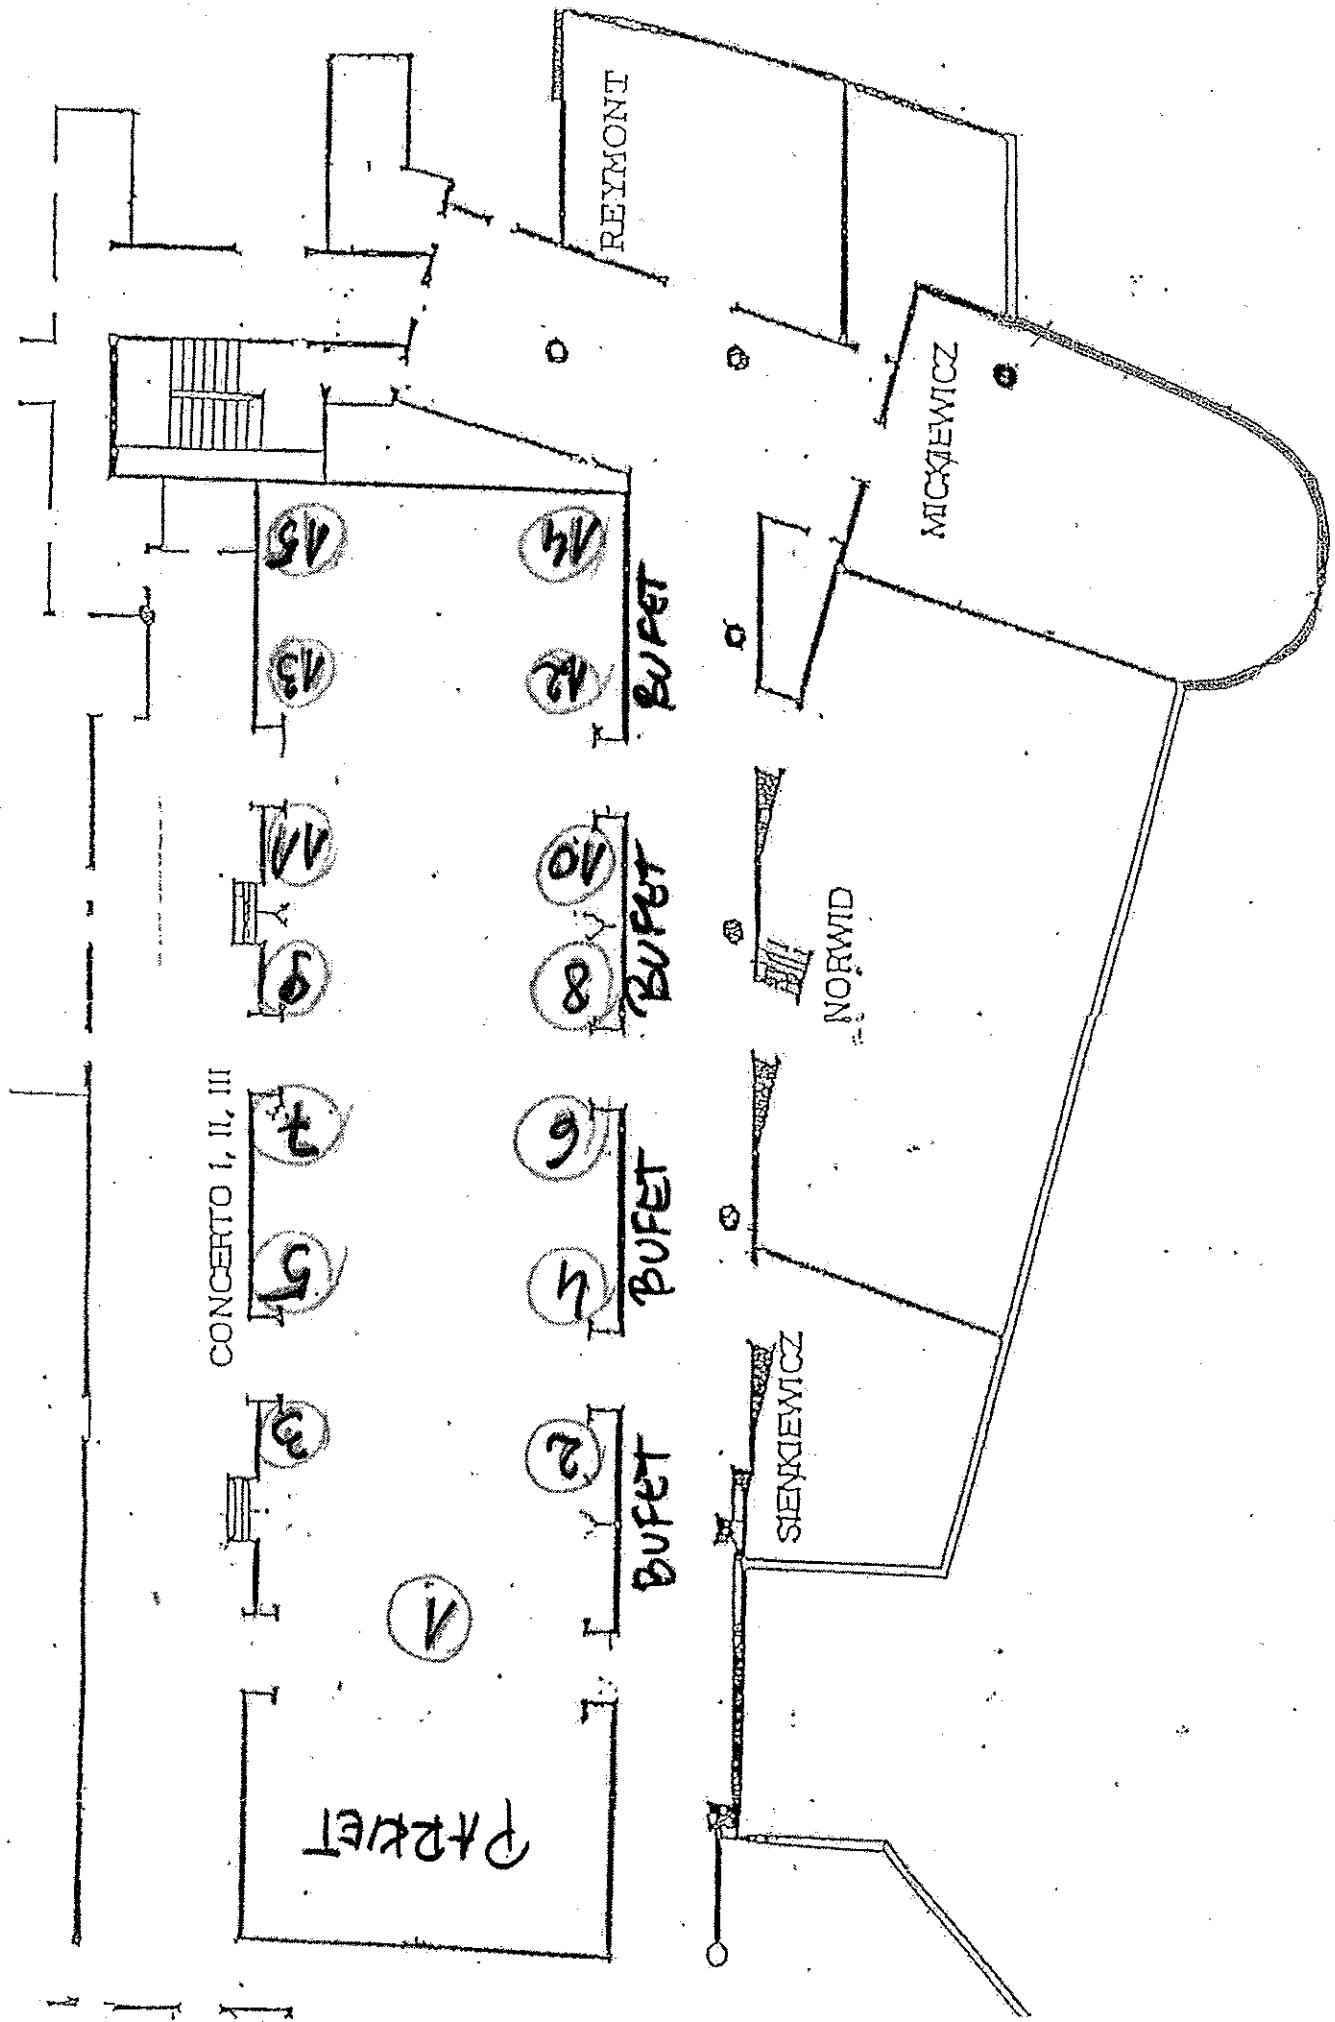 REYMONT
MICKIEWICZ
15
14
13
12
BUFET
11
10
BUFET
9
8
NORWID
CONCERTO I, II, III
7
6
BUFET
5
4
3
2
BUFET
SIENKIEWICZ
1
PARKIET